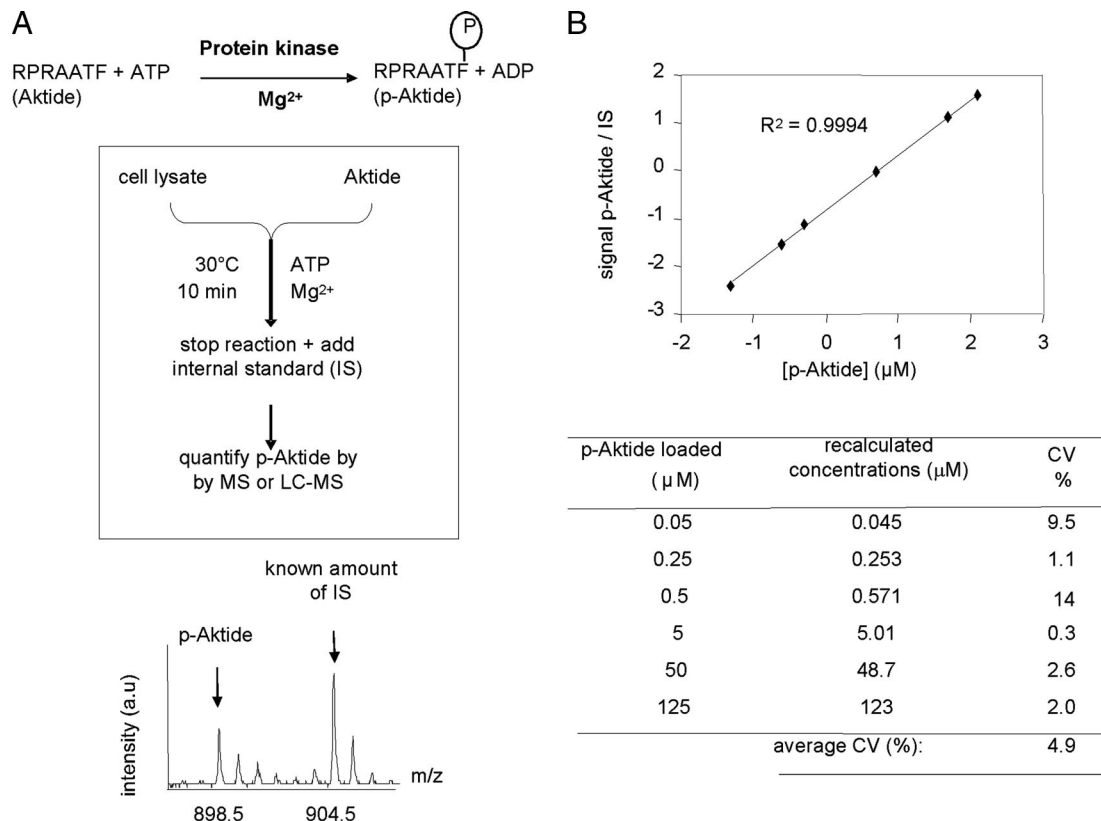 A
P
Protein kinase
RPRAATF + ATP
RPRAATF + ADP
(Aktide)
Mg2+
(p-Aktide)
cell lysate
Aktide
30°C
ATP
10 min
Mg2+
stop reaction + add
internal standard (IS)
quantify p-Aktide by
by MS or LC-MS
known amount
of IS
p-Aktide
intensity (a.u)
m/z
898.5
904.5
B
signal p-Aktide / IS
2
1
0
-1
-2
-3
R2 = 0.9994
-2 -1 0 1 2 3
[p-Aktide] (µM)
p-Aktide loaded
(µM)
recalculated
concentrations (µM)
CV
%
0.05 0.045 9.5
0.25 0.253 1.1
0.5 0.571 14
5 5.01 0.3
50 48.7 2.6
125 123 2.0
average CV (%): 4.9